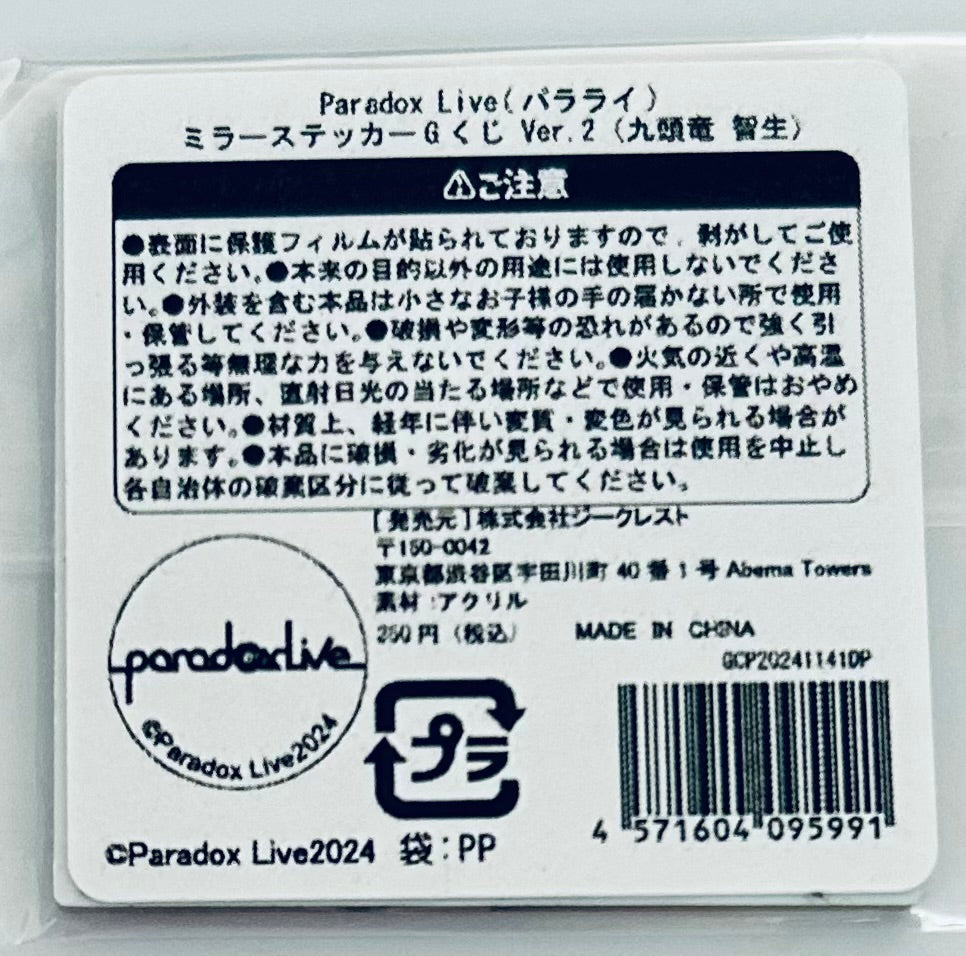 Paradox Live(パラライ)
ミラーステッカーGくじ Ver.2 (九頭竜 智生)
⚠ご注意
●表面に保護フィルムが貼られておりますので、剥がしてご使
用ください。●本来の目的以外の用途には使用しないでくださ
い。●外装を含む本品は小さなお子様の手の届かない所で使用
・保管してください。●破損や変形等の恐れがあるので強く引
っ張る等無理な力を与えないでください。●火気の近くや高温
にある場所、直射日光の当たる場所などで使用・保管はおやめ
ください。●材質上、経年に伴い変質・変色が見られる場合が
あります。●本品に破損・劣化が見られる場合は使用を中止し
各自治体の破棄区分に従って破棄してください。
[発売元]株式会社ジークレスト
〒150-0042
東京都渋谷区宇田川町 40 番 1 号 Abema Towers
素材:アクリル
250円(税込) MADE IN CHINA
GCP20241141DP
paradoxLive
©Paradox Live2024
プラ
4 571604 095991
©Paradox Live2024 袋:PP